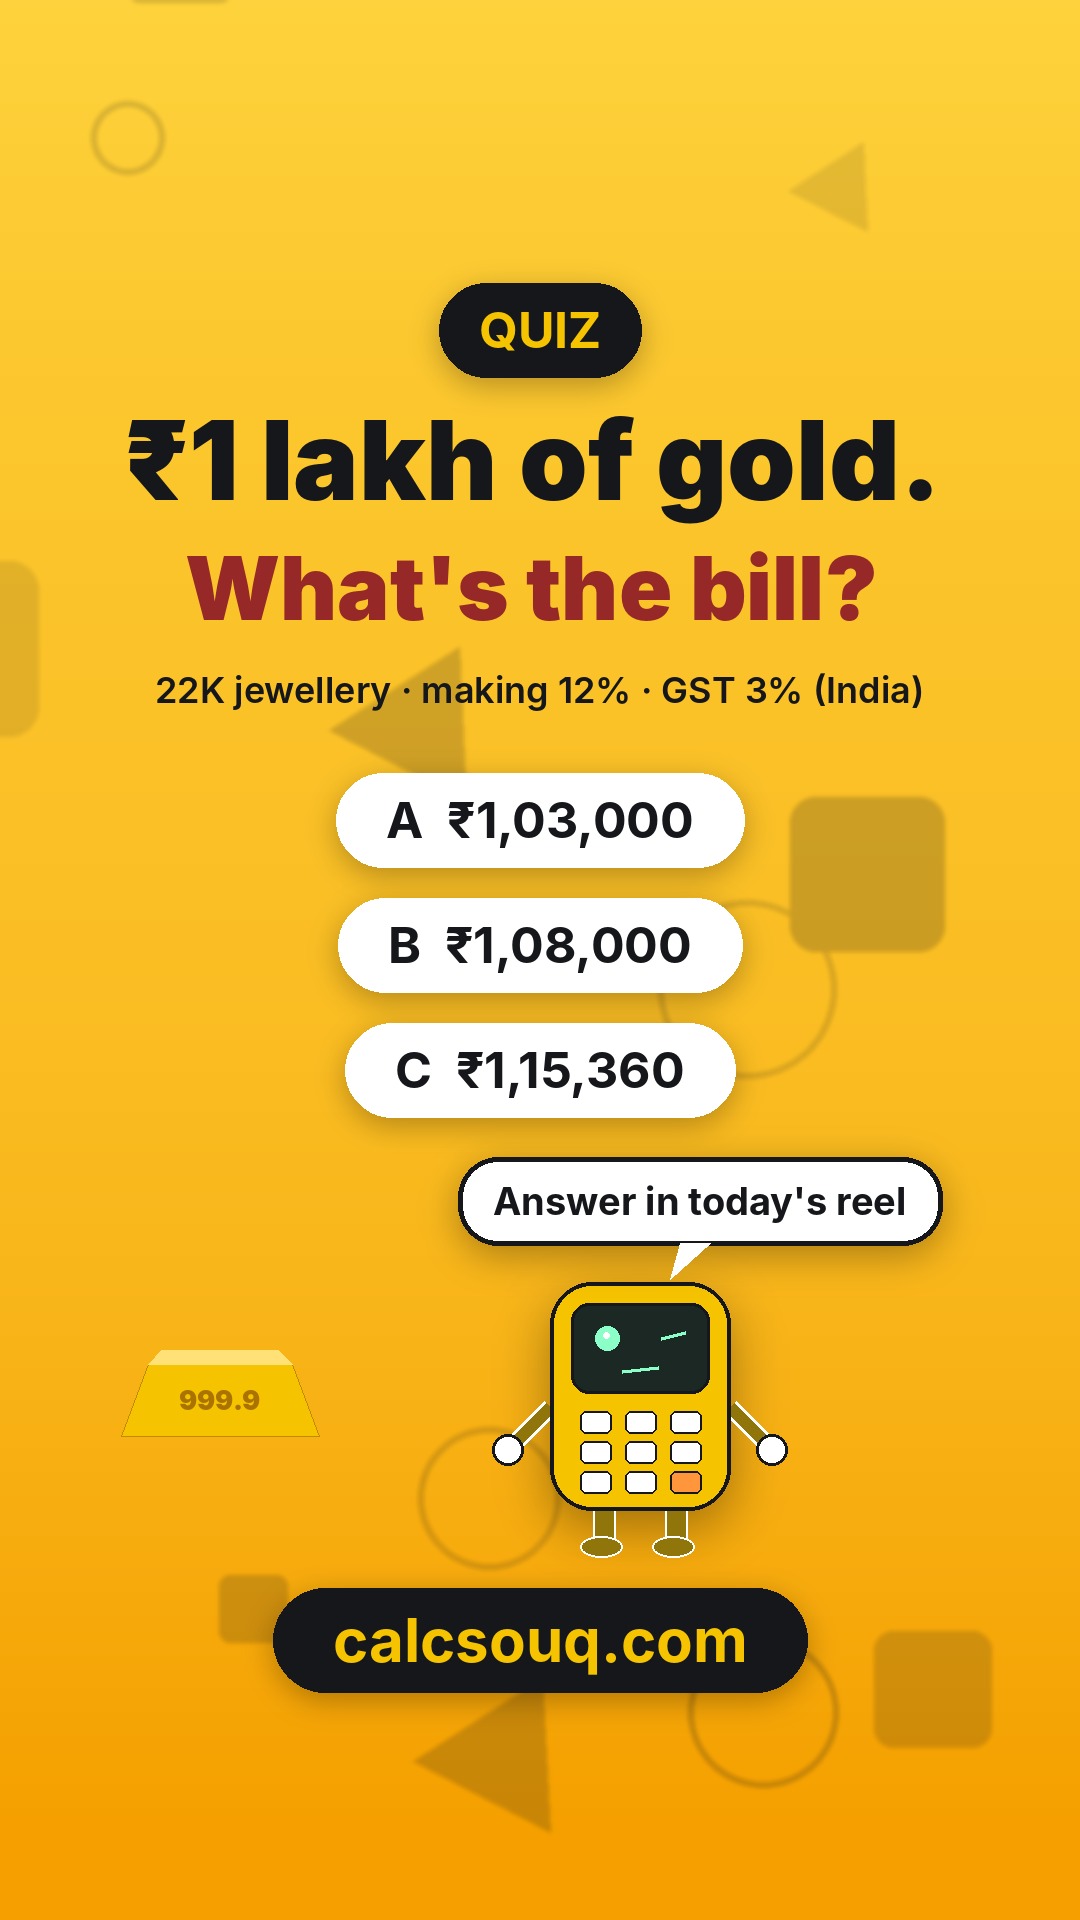 QUIZ
₹1 lakh of gold.
What's the bill?
22K jewellery · making 12% · GST 3% (India)
A ₹1,03,000
B ₹1,08,000
C ₹1,15,360
Answer in today's reel
999.9
calcsouq.com